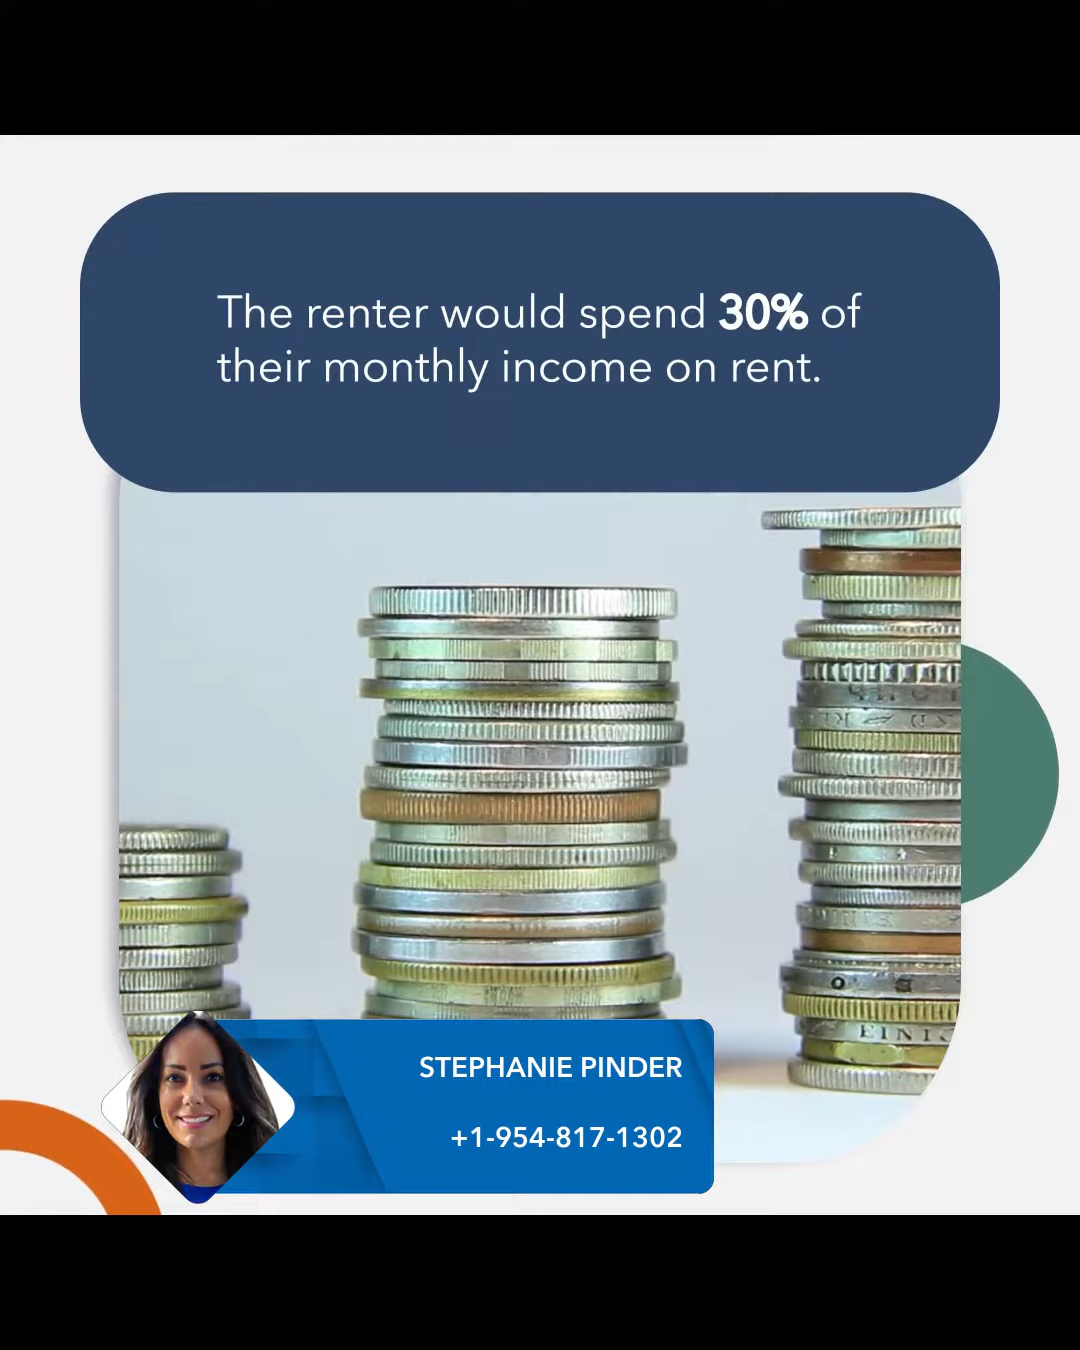 The renter would spend 30% of
their monthly income on rent.
STEPHANIE PINDER
+1-954-817-1302